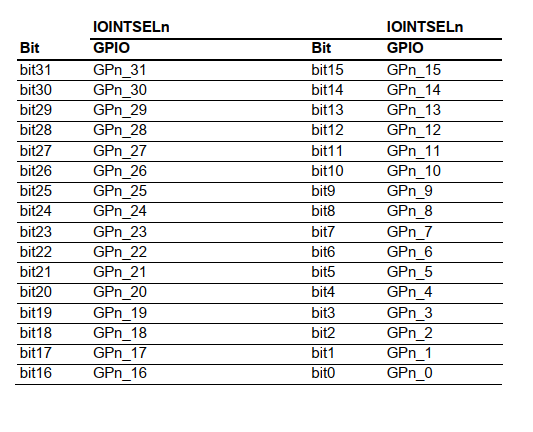 IOINTSELn IOINTSELn
Bit GPIO Bit GPIO
bit31 GPn_31 bit15 GPn_15
bit30 GPn_30 bit14 GPn_14
bit29 GPn_29 bit13 GPn_13
bit28 GPn_28 bit12 GPn_12
bit27 GPn_27 bit11 GPn_11
bit26 GPn_26 bit10 GPn_10
bit25 GPn_25 bit9 GPn_9
bit24 GPn_24 bit8 GPn_8
bit23 GPn_23 bit7 GPn_7
bit22 GPn_22 bit6 GPn_6
bit21 GPn_21 bit5 GPn_5
bit20 GPn_20 bit4 GPn_4
bit19 GPn_19 bit3 GPn_3
bit18 GPn_18 bit2 GPn_2
bit17 GPn_17 bit1 GPn_1
bit16 GPn_16 bit0 GPn_0